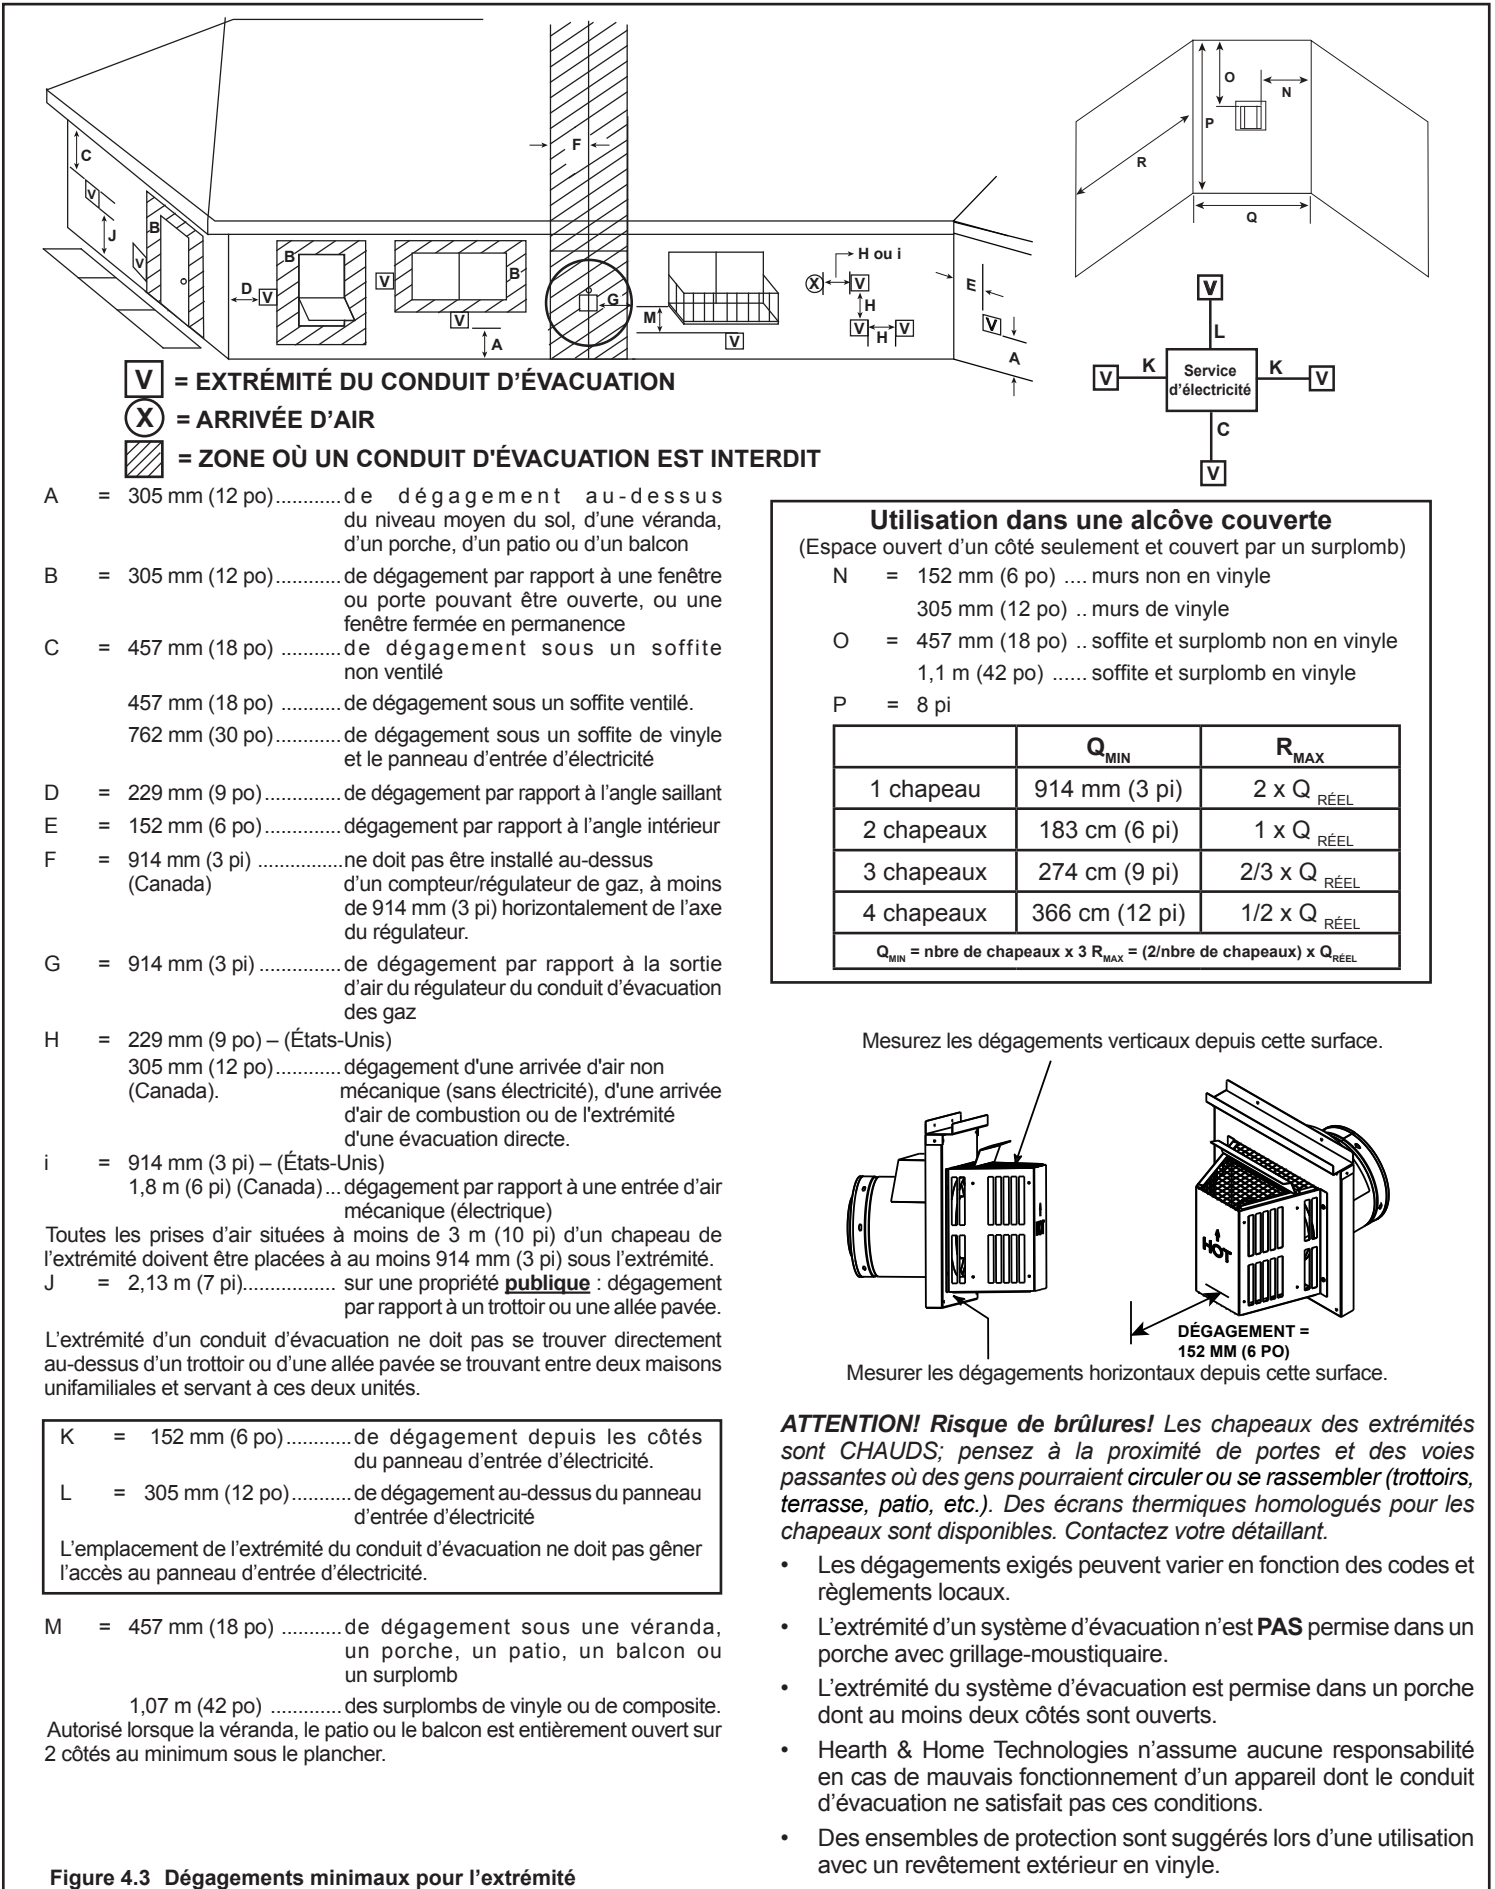 C
V
J
V
B
D
V
B
V
B
V
A
F
G
M
V
H ou i
X
V
H
V
V
H
E
V
A
O
N
P
R
Q
V
L
V
K
Service
d’électricité
K
V
C
V
V = EXTRÉMITÉ DU CONDUIT D’ÉVACUATION
X = ARRIVÉE D’AIR
= ZONE OÙ UN CONDUIT D'ÉVACUATION EST INTERDIT
A = 305 mm (12 po)............de dégagement au-dessus
du niveau moyen du sol, d’une véranda,
d’un porche, d’un patio ou d’un balcon
B = 305 mm (12 po)............de dégagement par rapport à une fenêtre
ou porte pouvant être ouverte, ou une
fenêtre fermée en permanence
C = 457 mm (18 po) ...........de dégagement sous un soffite
non ventilé
457 mm (18 po) ...........de dégagement sous un soffite ventilé.
762 mm (30 po)............de dégagement sous un soffite de vinyle
et le panneau d’entrée d’électricité
D = 229 mm (9 po)..............de dégagement par rapport à l’angle saillant
E = 152 mm (6 po)..............dégagement par rapport à l’angle intérieur
F = 914 mm (3 pi) ................ne doit pas être installé au-dessus
(Canada) d’un compteur/régulateur de gaz, à moins
de 914 mm (3 pi) horizontalement de l’axe
du régulateur.
G = 914 mm (3 pi) ...............de dégagement par rapport à la sortie
d’air du régulateur du conduit d’évacuation
des gaz
H = 229 mm (9 po) – (États-Unis)
305 mm (12 po)............dégagement d'une arrivée d'air non
(Canada). mécanique (sans électricité), d'une arrivée
d'air de combustion ou de l'extrémité
d'une évacuation directe.
i = 914 mm (3 pi) – (États-Unis)
1,8 m (6 pi) (Canada)...dégagement par rapport à une entrée d’air
mécanique (électrique)
Toutes les prises d’air situées à moins de 3 m (10 pi) d’un chapeau de
l’extrémité doivent être placées à au moins 914 mm (3 pi) sous l’extrémité.
J = 2,13 m (7 pi)................. sur une propriété publique : dégagement
par rapport à un trottoir ou une allée pavée.
L’extrémité d’un conduit d’évacuation ne doit pas se trouver directement
au-dessus d’un trottoir ou d’une allée pavée se trouvant entre deux maisons
unifamiliales et servant à ces deux unités.
K = 152 mm (6 po)............de dégagement depuis les côtés
du panneau d’entrée d’électricité.
L = 305 mm (12 po)...........de dégagement au-dessus du panneau
d’entrée d’électricité
L’emplacement de l’extrémité du conduit d’évacuation ne doit pas gêner
l’accès au panneau d’entrée d’électricité.
M = 457 mm (18 po) ...........de dégagement sous une véranda,
un porche, un patio, un balcon ou
un surplomb
1,07 m (42 po) .............des surplombs de vinyle ou de composite.
Autorisé lorsque la véranda, le patio ou le balcon est entièrement ouvert sur
2 côtés au minimum sous le plancher.
Figure 4.3 Dégagements minimaux pour l’extrémité
Utilisation dans une alcôve couverte
(Espace ouvert d’un côté seulement et couvert par un surplomb)
N = 152 mm (6 po) .... murs non en vinyle
305 mm (12 po) .. murs de vinyle
O = 457 mm (18 po) .. soffite et surplomb non en vinyle
1,1 m (42 po) ...... soffite et surplomb en vinyle
P = 8 pi
QMIN RMAX
1 chapeau 914 mm (3 pi) 2 x Q RÉEL
2 chapeaux 183 cm (6 pi) 1 x Q RÉEL
3 chapeaux 274 cm (9 pi) 2/3 x Q RÉEL
4 chapeaux 366 cm (12 pi) 1/2 x Q RÉEL
QMIN = nbre de chapeaux x 3 RMAX = (2/nbre de chapeaux) x QRÉEL
Mesurez les dégagements verticaux depuis cette surface.
HOT
HOT
DÉGAGEMENT =
152 MM (6 PO)
Mesurer les dégagements horizontaux depuis cette surface.
ATTENTION! Risque de brûlures! Les chapeaux des extrémités
sont CHAUDS; pensez à la proximité de portes et des voies
passantes où des gens pourraient circuler ou se rassembler (trottoirs,
terrasse, patio, etc.). Des écrans thermiques homologués pour les
chapeaux sont disponibles. Contactez votre détaillant.
• Les dégagements exigés peuvent varier en fonction des codes et
règlements locaux.
• L’extrémité d’un système d’évacuation n’est PAS permise dans un
porche avec grillage-moustiquaire.
• L’extrémité du système d’évacuation est permise dans un porche
dont au moins deux côtés sont ouverts.
• Hearth & Home Technologies n’assume aucune responsabilité
en cas de mauvais fonctionnement d’un appareil dont le conduit
d’évacuation ne satisfait pas ces conditions.
• Des ensembles de protection sont suggérés lors d’une utilisation
avec un revêtement extérieur en vinyle.